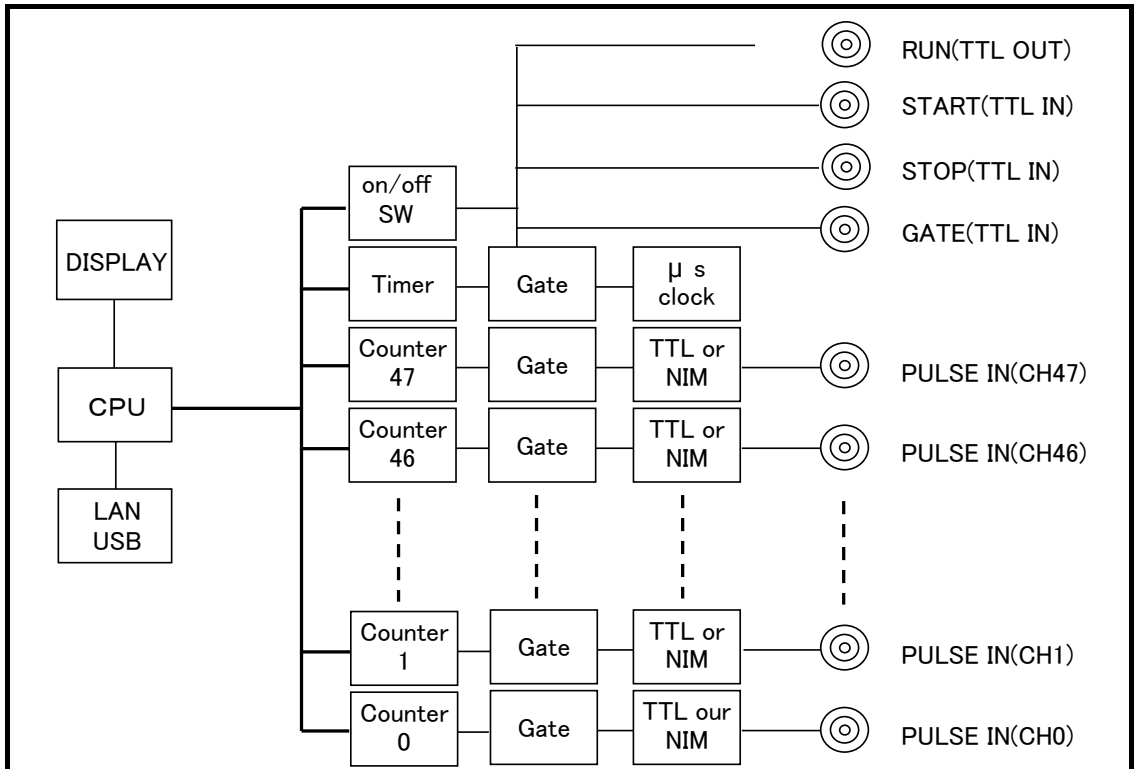 RUN(TTL OUT)
START(TTL IN)
STOP(TTL IN)
GATE(TTL IN)
on/off
SW
DISPLAY
Timer
Gate
μ s
clock
Counter
47
Gate
TTL or
NIM
PULSE IN(CH47)
CPU
Counter
46
Gate
TTL or
NIM
PULSE IN(CH46)
LAN
USB
Counter
1
Gate
TTL or
NIM
PULSE IN(CH1)
Counter
0
Gate
TTL our
NIM
PULSE IN(CH0)